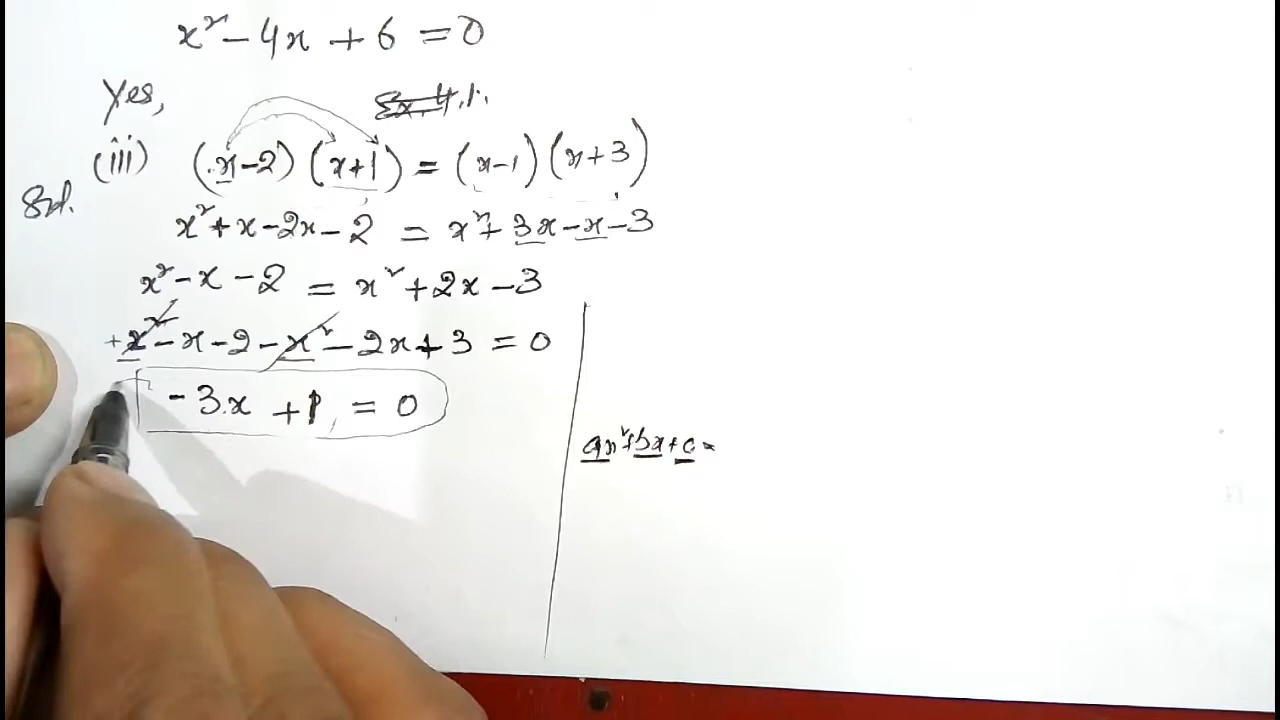 x² - 4x + 6 = 0
Yes,
Ex. 4.1.
(iii) (x-2) (x+1) = (x-1) (x+3)
Sol.
x² + x - 2x - 2 = x² + 3x - x - 3
x² - x - 2 = x² + 2x - 3
+x² - x - 2 - x² - 2x + 3 = 0
-3x + 1 = 0
ax² + bx + c =